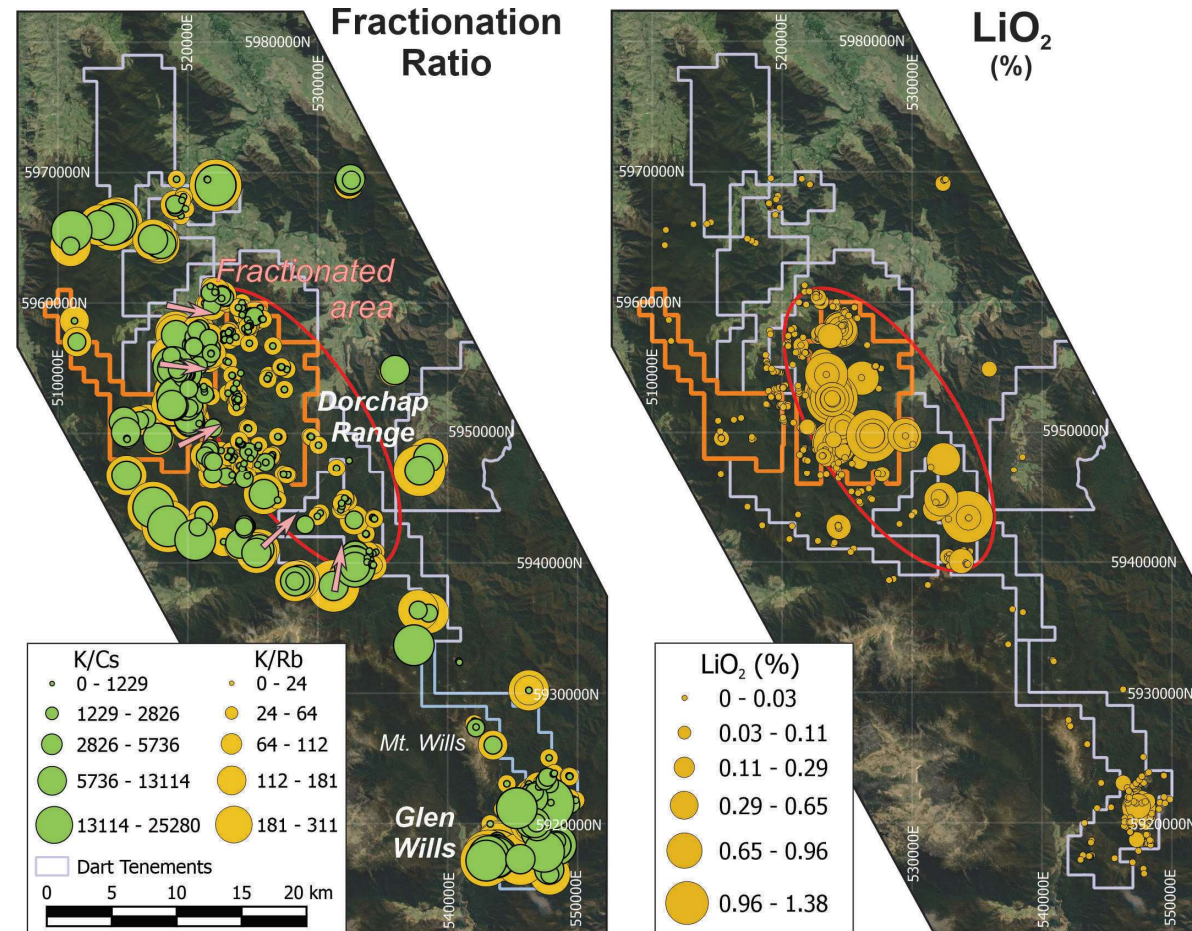 Fractionation
Ratio
5980000N
520000E
530000E
5970000N
Fractionated
area
5960000N
510000E
Dorchap
Range
5950000N
5940000N
5930000N
Mt. Wills
Glen
Wills
5920000N
540000E
550000E
K/Cs
K/Rb
0 - 1229
0 - 24
1229 - 2826
24 - 64
2826 - 5736
64 - 112
5736 - 13114
112 - 181
13114 - 25280
181 - 311
Dart Tenements
0 5 10 15 20 km
LiO₂
(%)
5980000N
520000E
530000E
5970000N
5960000N
510000E
5950000N
5940000N
5930000N
5920000N
530000E
540000E
550000E
LiO₂ (%)
0 - 0.03
0.03 - 0.11
0.11 - 0.29
0.29 - 0.65
0.65 - 0.96
0.96 - 1.38